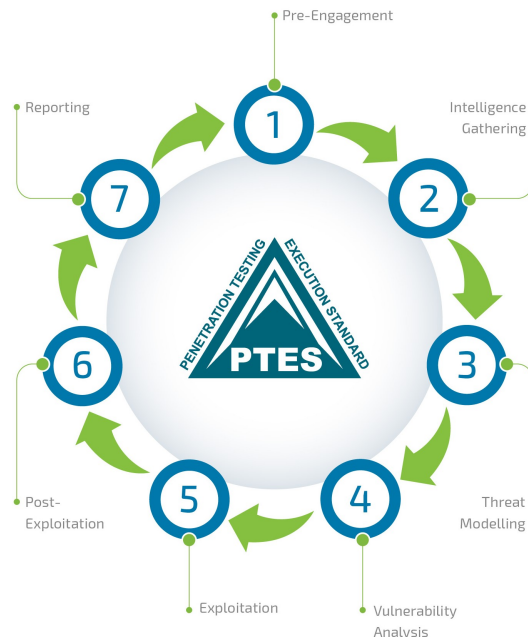 Pre-Engagement
1
Reporting
Intelligence
Gathering
7
2
PENETRATION TESTING
EXECUTION STANDARD
PTES
6
3
Post-
Exploitation
5
4
Threat
Modelling
Exploitation
Vulnerability
Analysis